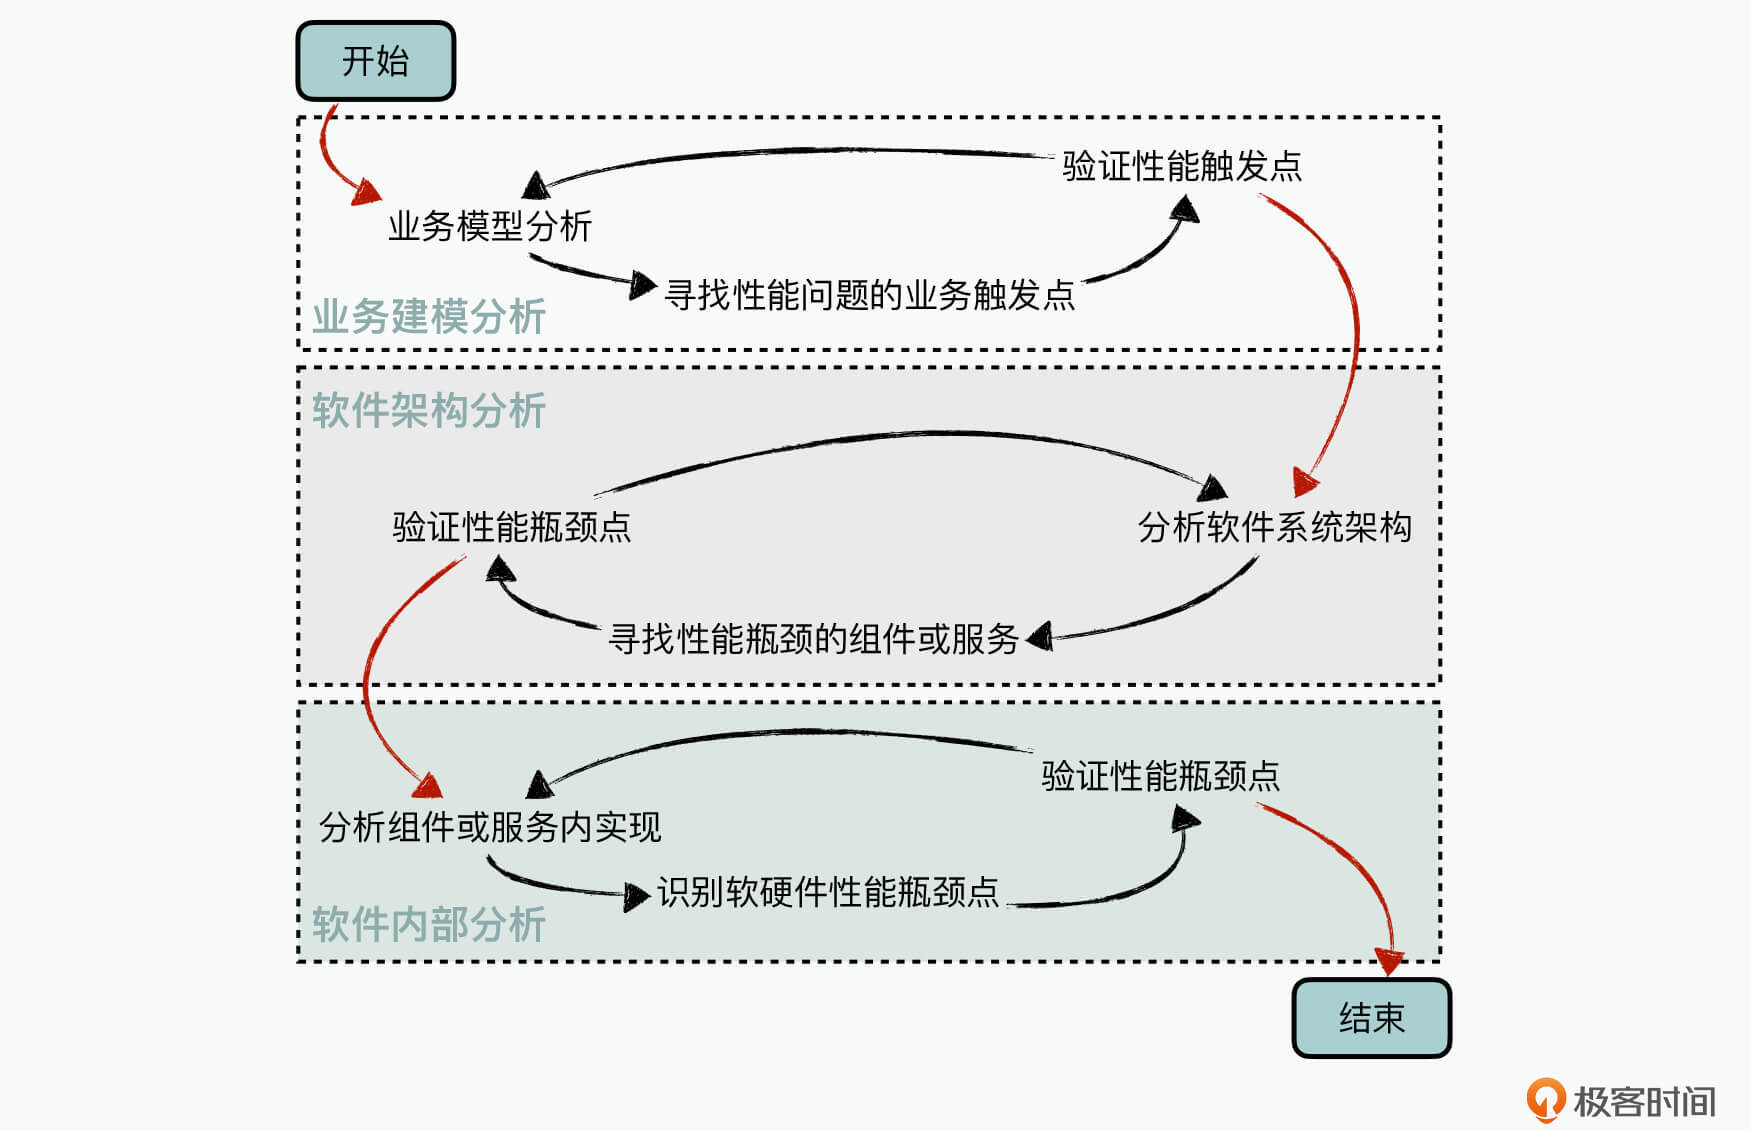 开始
验证性能触发点
业务模型分析
寻找性能问题的业务触发点
业务建模分析
软件架构分析
验证性能瓶颈点
分析软件系统架构
寻找性能瓶颈的组件或服务
验证性能瓶颈点
分析组件或服务内实现
识别软硬件性能瓶颈点
软件内部分析
结束
极客时间